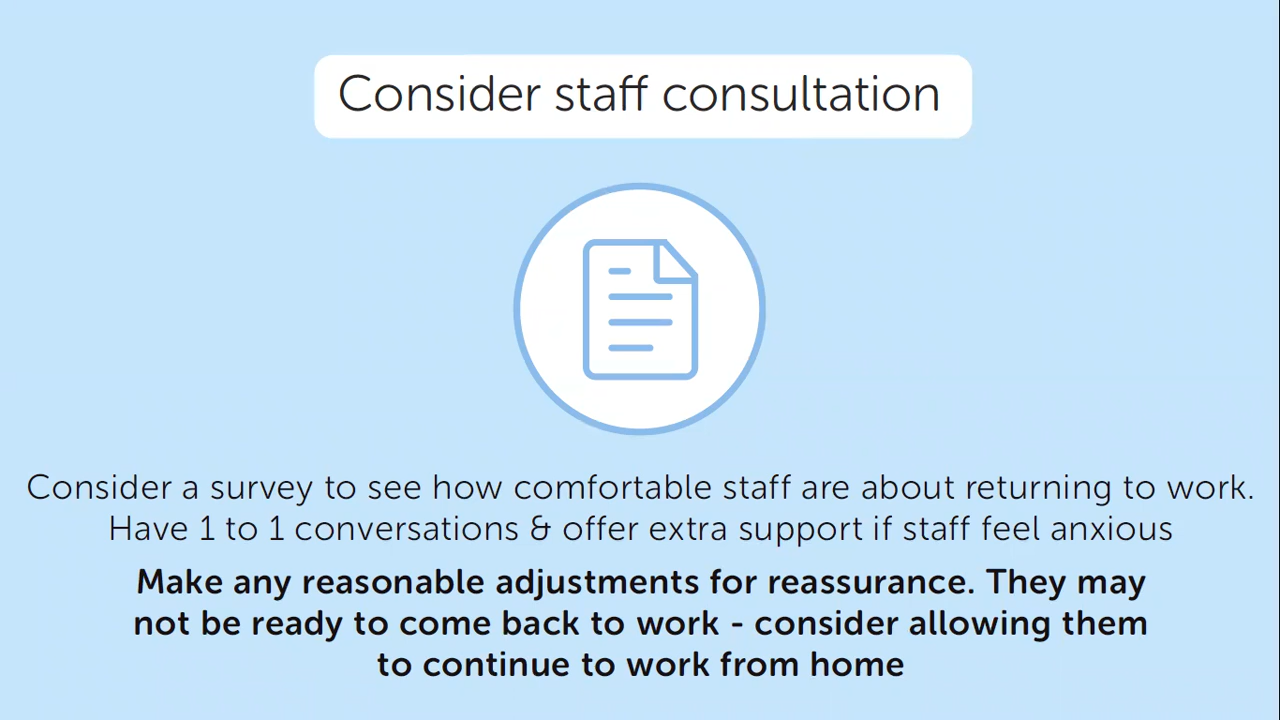 Consider staff consultation
Consider a survey to see how comfortable staff are about returning to work.
Have 1 to 1 conversations & offer extra support if staff feel anxious
Make any reasonable adjustments for reassurance. They may
not be ready to come back to work - consider allowing them
to continue to work from home